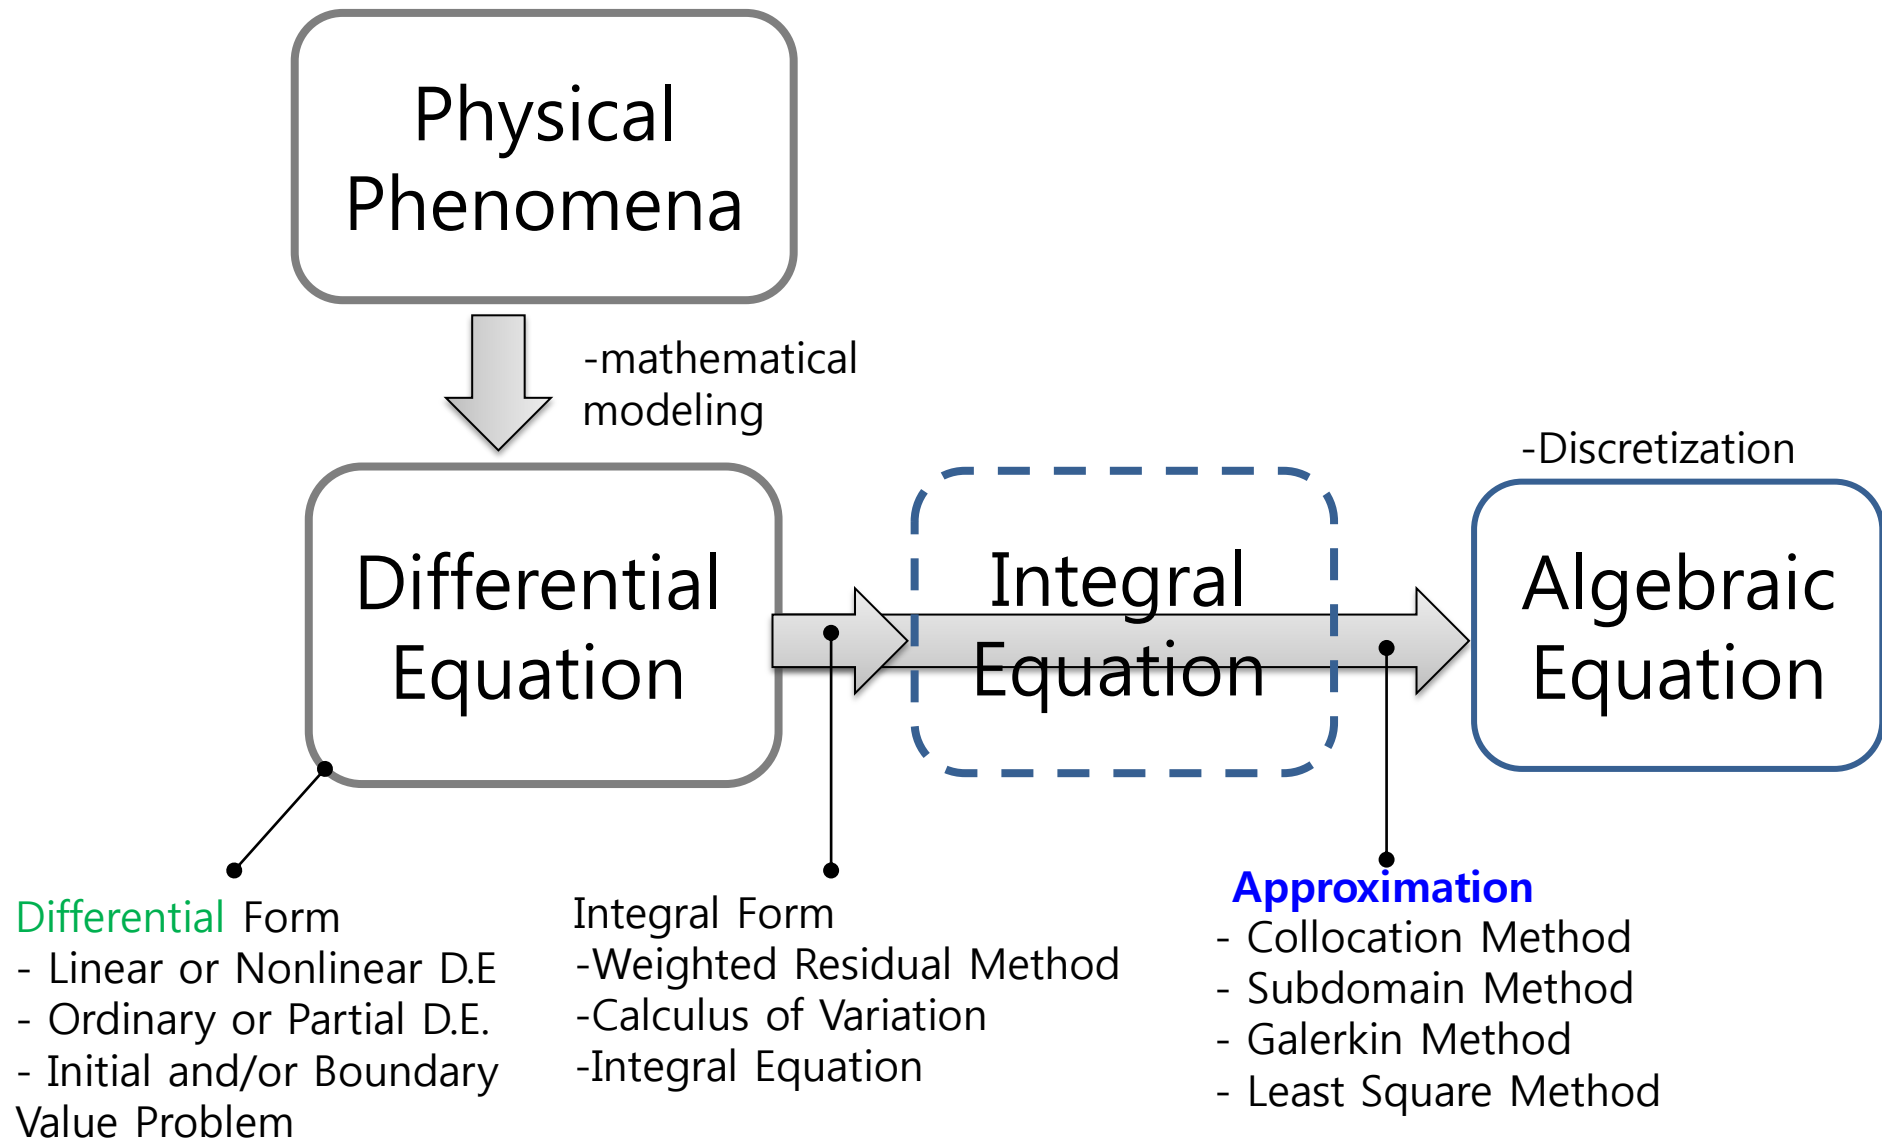 Physical
Phenomena
-mathematical
modeling
-Discretization
Differential
Equation
Integral
Equation
Algebraic
Equation
Differential Form
- Linear or Nonlinear D.E
- Ordinary or Partial D.E.
- Initial and/or Boundary
Value Problem
Integral Form
-Weighted Residual Method
-Calculus of Variation
-Integral Equation
Approximation
- Collocation Method
- Subdomain Method
- Galerkin Method
- Least Square Method